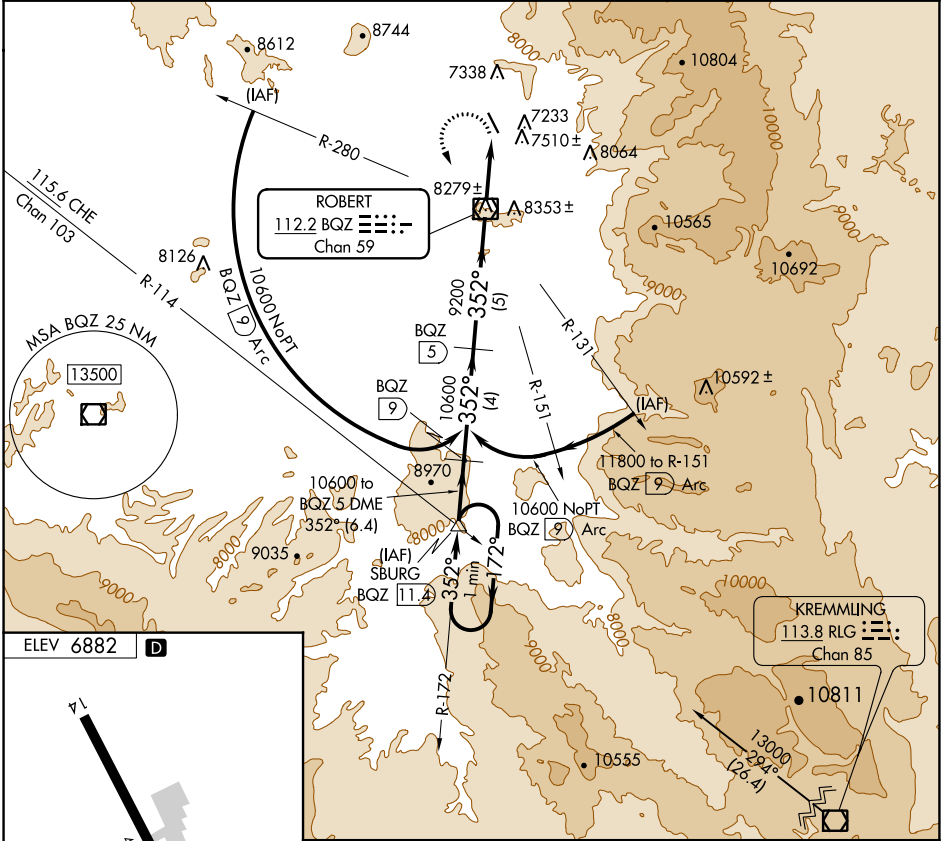 8612
8744
(IAF)
R-280
7338
7233
7510±
8064
10804
8000
10000
115.6 CHE
Chan 103
R-114
ROBERT
112.2 BQZ
Chan 59
8279±
8353±
10565
10692
9000
8126
10600 NoPT
BQZ 9 Arc
9200
352°
(5)
BQZ
5
R-131
R-151
MSA BQZ 25 NM
13500
BQZ
9
10600
352°
(4)
10592±
(IAF)
11800 to R-151
BQZ 9 Arc
8970
10600 to
BQZ 5 DME
352° (6.4)
10600 NoPT
BQZ 9 Arc
8000
8000
9000
9035
(IAF)
SBURG
BQZ 11.4
352°
1 min
172°
8000
9000
10000
R-172
KREMMLING
113.8 RLG
Chan 85
10811
13000
294°
(26.4)
10555
ELEV 6882 D
14